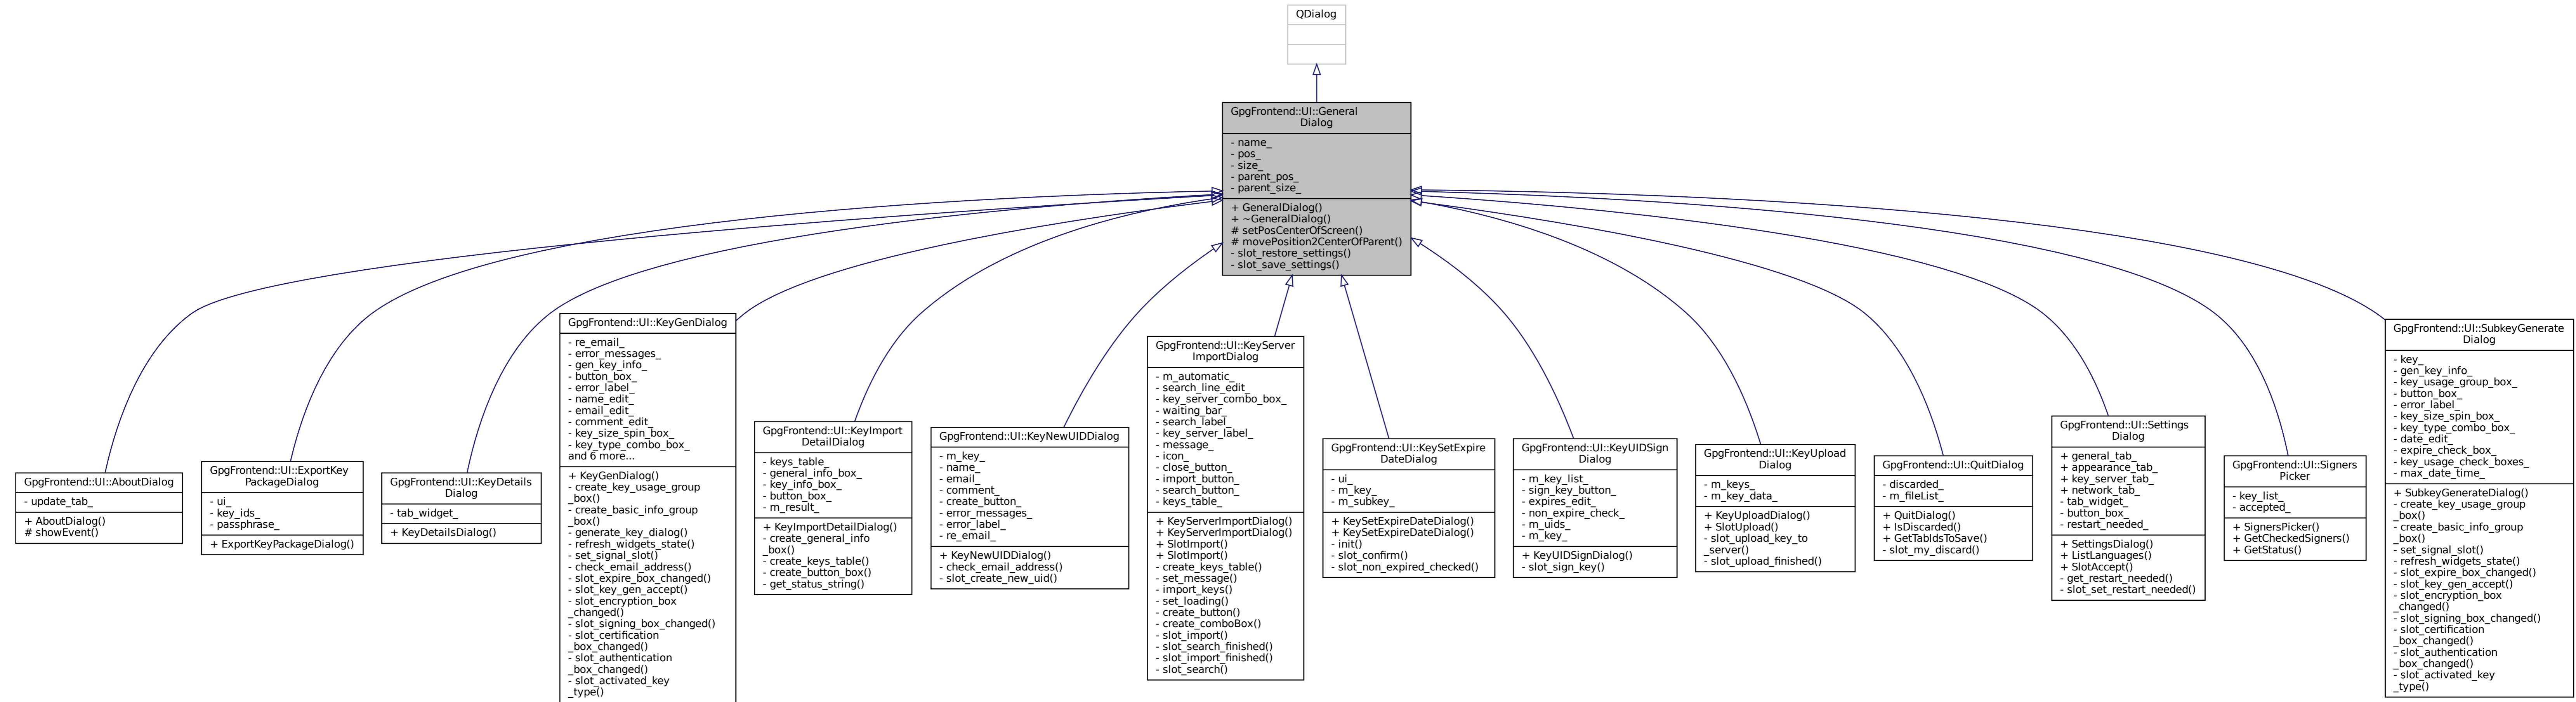 QDialog
GpgFrontend::UI::General
Dialog
- name_
- pos_
- size_
- parent_pos_
- parent_size_
+ GeneralDialog()
+ ~GeneralDialog()
# setPosCenterOfScreen()
# movePosition2CenterOfParent()
- slot_restore_settings()
- slot_save_settings()
GpgFrontend::UI::AboutDialog
- update_tab_
+ AboutDialog()
# showEvent()
GpgFrontend::UI::ExportKey
PackageDialog
- ui_
- key_ids_
- passphrase_
+ ExportKeyPackageDialog()
GpgFrontend::UI::KeyDetails
Dialog
- tab_widget_
+ KeyDetailsDialog()
GpgFrontend::UI::KeyGenDialog
- re_email_
- error_messages_
- gen_key_info_
- button_box_
- error_label_
- name_edit_
- email_edit_
- comment_edit_
- key_size_spin_box_
- key_type_combo_box_
and 6 more...
+ KeyGenDialog()
- create_key_usage_group
_box()
- create_basic_info_group
_box()
- generate_key_dialog()
- refresh_widgets_state()
- set_signal_slot()
- check_email_address()
- slot_expire_box_changed()
- slot_key_gen_accept()
- slot_encryption_box
_changed()
- slot_signing_box_changed()
- slot_certification
_box_changed()
- slot_authentication
_box_changed()
- slot_activated_key
_type()
GpgFrontend::UI::KeyImport
DetailDialog
- keys_table_
- general_info_box_
- key_info_box_
- button_box_
- m_result_
+ KeyImportDetailDialog()
- create_general_info
_box()
- create_keys_table()
- create_button_box()
- get_status_string()
GpgFrontend::UI::KeyNewUIDDialog
- m_key_
- name_
- email_
- comment_
- create_button_
- error_messages_
- error_label_
- re_email_
+ KeyNewUIDDialog()
- check_email_address()
- slot_create_new_uid()
GpgFrontend::UI::KeyServer
ImportDialog
- m_automatic_
- search_line_edit_
- key_server_combo_box_
- waiting_bar_
- search_label_
- key_server_label_
- message_
- icon_
- close_button_
- import_button_
- search_button_
- keys_table_
+ KeyServerImportDialog()
+ KeyServerImportDialog()
+ SlotImport()
+ SlotImport()
- create_keys_table()
- set_message()
- import_keys()
- set_loading()
- create_button()
- create_comboBox()
- slot_import()
- slot_search_finished()
- slot_import_finished()
- slot_search()
GpgFrontend::UI::KeySetExpire
DateDialog
- ui_
- m_key_
- m_subkey_
+ KeySetExpireDateDialog()
+ KeySetExpireDateDialog()
- init()
- slot_confirm()
- slot_non_expired_checked()
GpgFrontend::UI::KeyUIDSign
Dialog
- m_key_list_
- sign_key_button_
- expires_edit_
- non_expire_check_
- m_uids_
- m_key_
+ KeyUIDSignDialog()
- slot_sign_key()
GpgFrontend::UI::KeyUpload
Dialog
- m_keys_
- m_key_data_
+ KeyUploadDialog()
+ SlotUpload()
- slot_upload_key_to
_server()
- slot_upload_finished()
GpgFrontend::UI::QuitDialog
- discarded_
- m_fileList_
+ QuitDialog()
+ IsDiscarded()
+ GetTabIdsToSave()
- slot_my_discard()
GpgFrontend::UI::Settings
Dialog
+ general_tab_
+ appearance_tab_
+ key_server_tab_
+ network_tab_
- tab_widget_
- button_box_
- restart_needed_
+ SettingsDialog()
+ ListLanguages()
+ SlotAccept()
- get_restart_needed()
- slot_set_restart_needed()
GpgFrontend::UI::Signers
Picker
- key_list_
- accepted_
+ SignersPicker()
+ GetCheckedSigners()
+ GetStatus()
GpgFrontend::UI::SubkeyGenerate
Dialog
- key_
- gen_key_info_
- key_usage_group_box_
- button_box_
- error_label_
- key_size_spin_box_
- key_type_combo_box_
- date_edit_
- expire_check_box_
- key_usage_check_boxes_
- max_date_time_
+ SubkeyGenerateDialog()
- create_key_usage_group
_box()
- create_basic_info_group
_box()
- set_signal_slot()
- refresh_widgets_state()
- slot_expire_box_changed()
- slot_key_gen_accept()
- slot_encryption_box
_changed()
- slot_signing_box_changed()
- slot_certification
_box_changed()
- slot_authentication
_box_changed()
- slot_activated_key
_type()